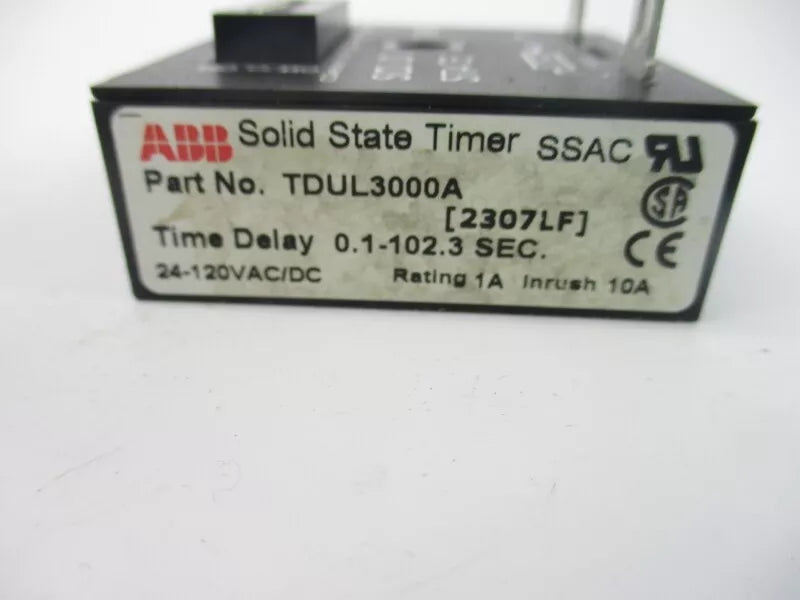 ABB Solid State Timer SSAC
Part No. TDUL3000A
[2307LF]
Time Delay 0.1-102.3 SEC.
24-120VAC/DC Rating 1A Inrush 10A